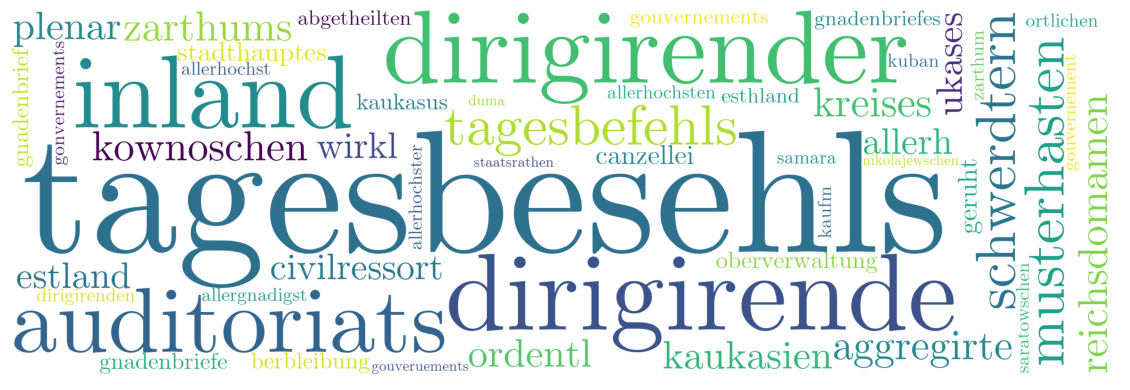 plenar
zarthums
abgetheilten
dirigirender
gouvernements
gnadenbriefes
ukases
ortlichen
gnadenbrief
gonvernements
stadthauptes
allerhochst
inland
kaukasus
duma
allerhochsten
esthland
kuban
kreises
zarthum
schwerdtern
musterhasten
gouvernement
reichsdomamen
kownoschen
wirkl
tagesbefehls
canzellei
staatsrathen
samara
allerh
nikolajewschen
tagesbesehls
allerhochster
kaufm
geruht
estland
civilressort
oberverwaltung
dirigirenden
allergnadigst
dirigirende
auditoriats
saratowschen
gnadenbriefe
berbleibung
gouveruements
ordentl
kaukasien
aggregirte